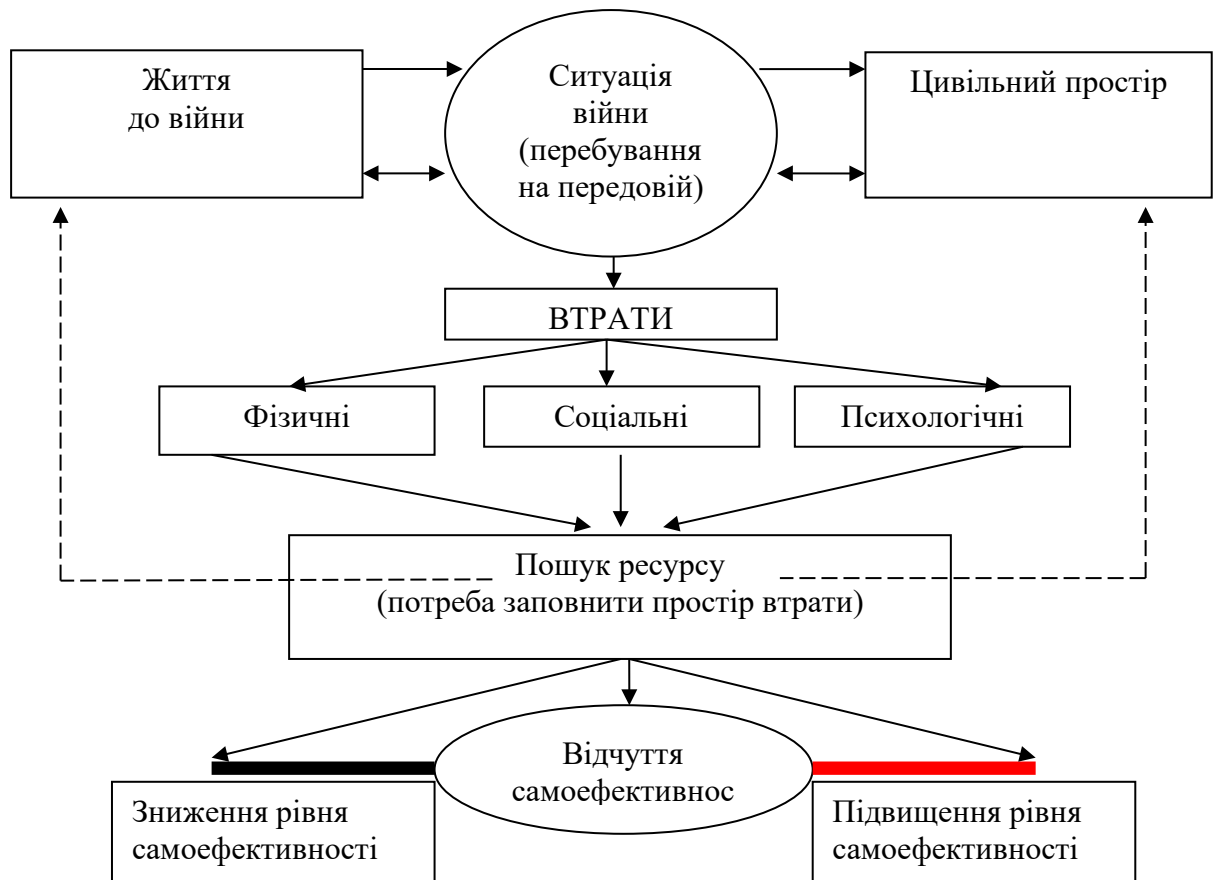 Життя
до війни
Ситуація
війни
(перебування
на передовій)
Цивільний простір
ВТРАТИ
Фізичні
Соціальні
Психологічні
Пошук ресурсу
(потреба заповнити простір втрати)
Відчуття
самоефективнос
Зниження рівня
самоефективності
Підвищення рівня
самоефективності